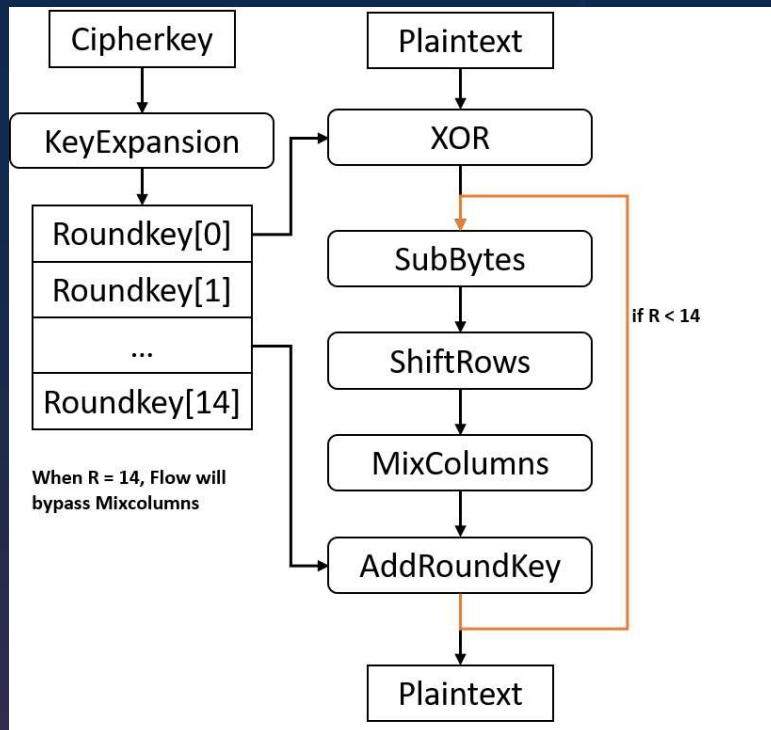 Cipherkey
Plaintext
KeyExpansion
XOR
Roundkey[0]
Roundkey[1]
...
Roundkey[14]
SubBytes
ShiftRows
MixColumns
AddRoundKey
if R < 14
When R = 14, Flow will
bypass Mixcolumns
Plaintext